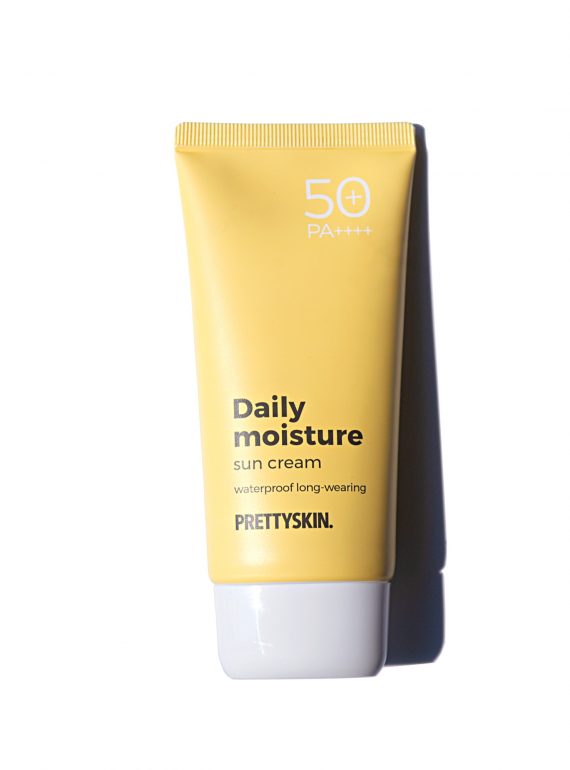 50+
PA++++
Daily
moisture
sun cream
waterproof long-wearing
PRETTYSKIN.